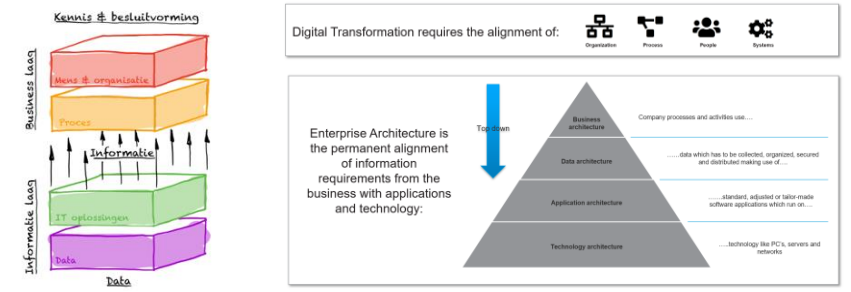 Kennis & besluitvorming
Business laag
Mens & organisatie
Proces
Informatie
Informatie laag
IT oplossingen
Data
Data
Digital Transformation requires the alignment of:
Organization
Process
People
Systems
Enterprise Architecture is
the permanent alignment
of information
requirements from the
business with applications
and technology:
Top down
Business
architecture
Company processes and activities use….
Data architecture
…...data which has to be collected, organized, secured
and distributed making use of….
Application architecture
…...standard, adjusted or tailor-made
software applications which run on….
Technology architecture
…..technology like PC's, servers and
networks